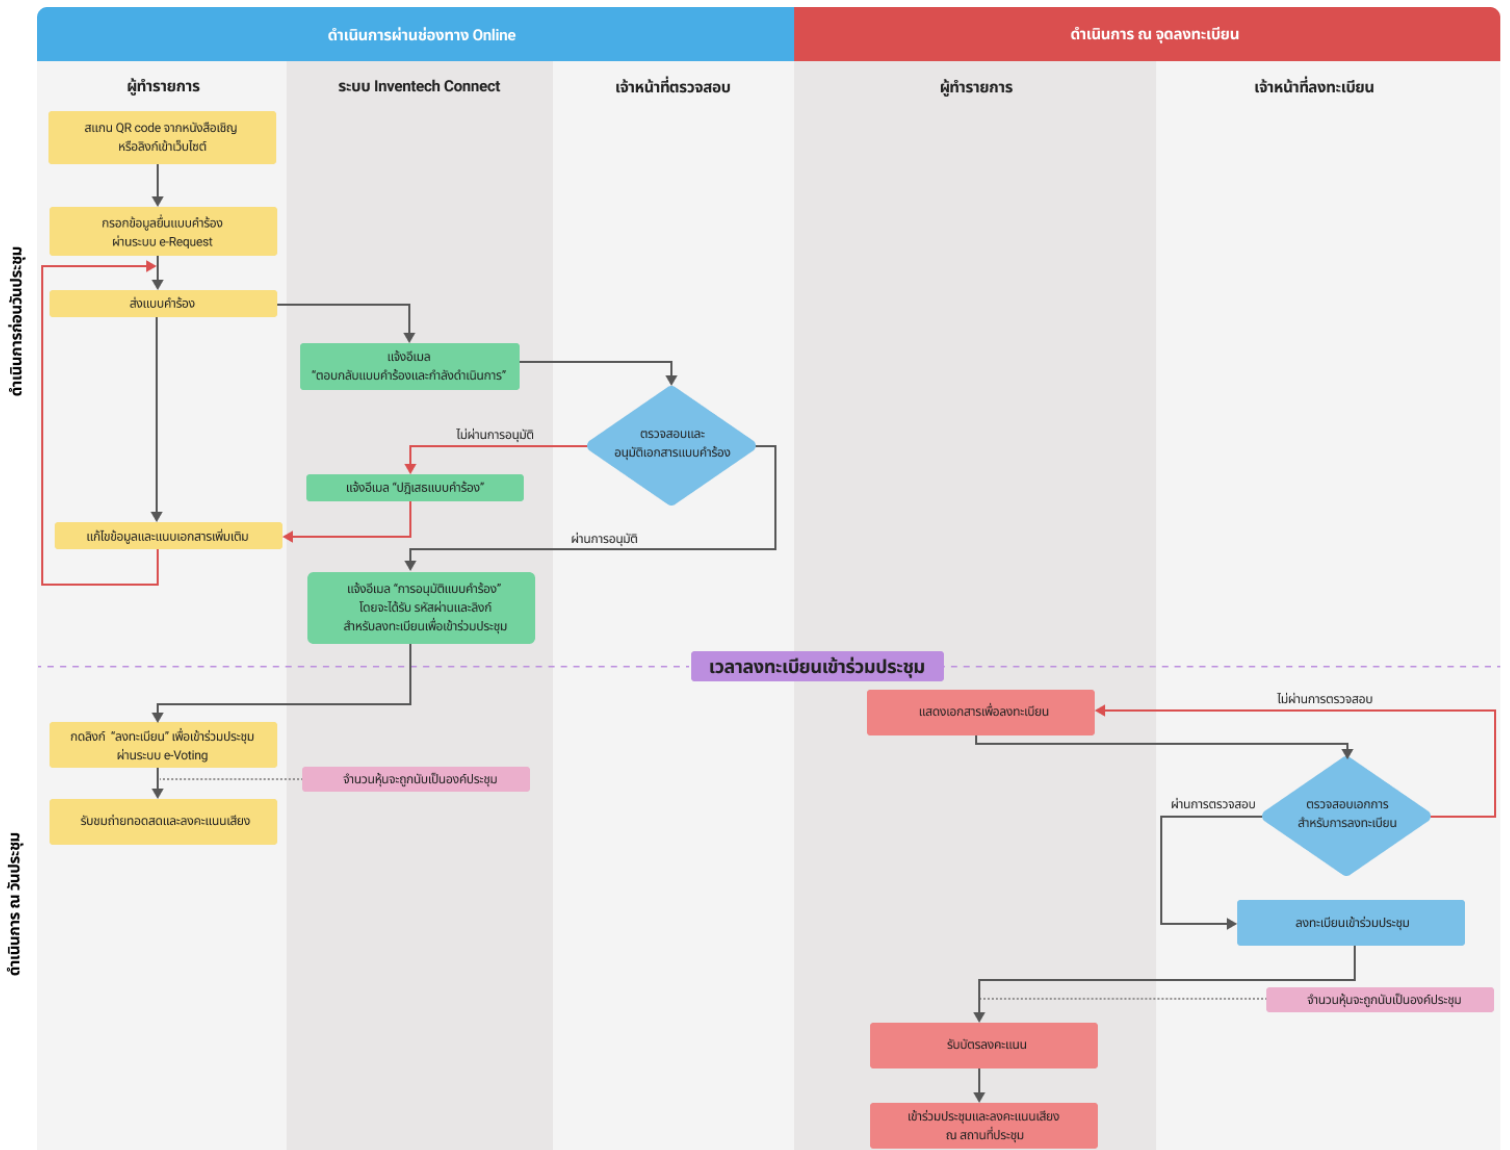 ดำเนินการผ่านช่องทาง Online
ดำเนินการ ณ จุดลงทะเบียน
ผู้ทำรายการ
ระบบ Inventech Connect
เจ้าหน้าที่ตรวจสอบ
ผู้ทำรายการ
เจ้าหน้าที่ลงทะเบียน
ดำเนินการก่อนวันประชุม
สแกน QR code จากหนังสือเชิญ
หรือลิงก์เข้าเว็บไซต์
กรอกข้อมูลยื่นแบบคำร้อง
ผ่านระบบ e-Request
ส่งแบบคำร้อง
แจ้งอีเมล
“ตอบกลับแบบคำร้องและกำลังดำเนินการ”
ตรวจสอบและ
อนุมัติเอกสารแบบคำร้อง
ไม่ผ่านการอนุมัติ
แจ้งอีเมล “ปฏิเสธแบบคำร้อง”
แก้ไขข้อมูลและแนบเอกสารเพิ่มเติม
ผ่านการอนุมัติ
แจ้งอีเมล “การอนุมัติแบบคำร้อง”
โดยจะได้รับ รหัสผ่านและลิงก์
สำหรับลงทะเบียนเพื่อเข้าร่วมประชุม
เวลาลงทะเบียนเข้าร่วมประชุม
ดำเนินการ ณ วันประชุม
กดลิงก์ “ลงทะเบียน” เพื่อเข้าร่วมประชุม
ผ่านระบบ e-Voting
จำนวนหุ้นจะถูกนับเป็นองค์ประชุม
รับชมถ่ายทอดสดและลงคะแนนเสียง
แสดงเอกสารเพื่อลงทะเบียน
ไม่ผ่านการตรวจสอบ
ผ่านการตรวจสอบ
ตรวจสอบเอกการ
สำหรับการลงทะเบียน
ลงทะเบียนเข้าร่วมประชุม
จำนวนหุ้นจะถูกนับเป็นองค์ประชุม
รับบัตรลงคะแนน
เข้าร่วมประชุมและลงคะแนนเสียง
ณ สถานที่ประชุม